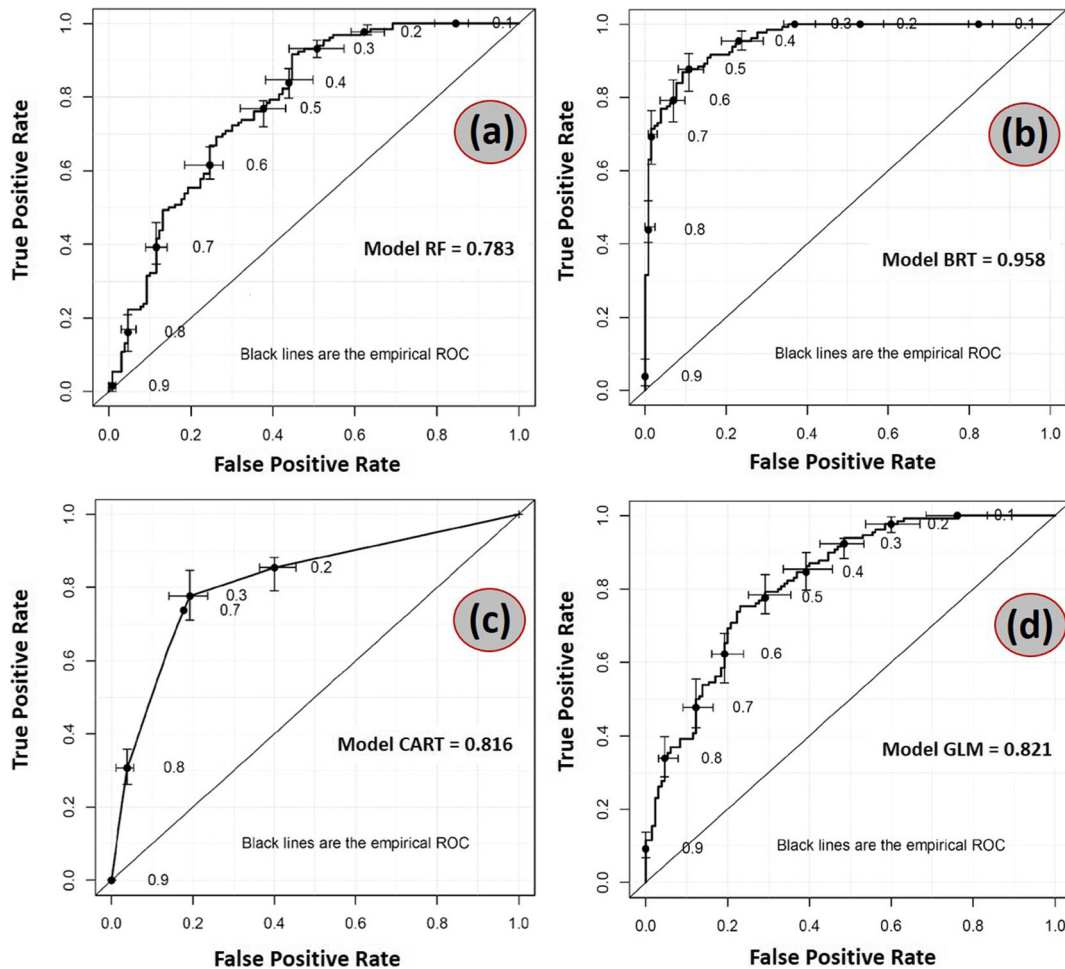 (a)
True Positive Rate
1.0
0.8
0.6
0.4
0.2
0.0
0.1
0.2
0.3
0.4
0.5
0.6
0.7
0.8
0.9
Model RF = 0.783
Black lines are the empirical ROC
0.0 0.2 0.4 0.6 0.8 1.0
False Positive Rate
(b)
True Positive Rate
1.0
0.8
0.6
0.4
0.2
0.0
0.3 0.2 0.1
0.4
0.5
0.6
0.7
0.8
0.9
Model BRT = 0.958
Black lines are the empirical ROC
0.0 0.2 0.4 0.6 0.8 1.0
False Positive Rate
(c)
True Positive Rate
1.0
0.8
0.6
0.4
0.2
0.0
0.2
0.3
0.7
0.8
0.9
Model CART = 0.816
Black lines are the empirical ROC
0.0 0.2 0.4 0.6 0.8 1.0
False Positive Rate
(d)
True Positive Rate
1.0
0.8
0.6
0.4
0.2
0.0
0.1
0.2
0.3
0.4
0.5
0.6
0.7
0.8
0.9
Model GLM = 0.821
Black lines are the empirical ROC
0.0 0.2 0.4 0.6 0.8 1.0
False Positive Rate